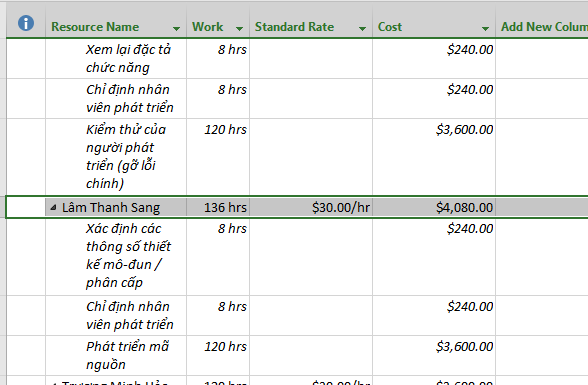 Resource Name Work Standard Rate Cost Add New Colum
Xem lại đặc tả 8 hrs $240.00
chức năng
Chỉ định nhân 8 hrs $240.00
viên phát triển
Kiểm thử của 120 hrs $3,600.00
người phát
triển (gỡ lỗi
chính)
Lâm Thanh Sang 136 hrs $30.00/hr $4,080.00
Xác định các 8 hrs $240.00
thông số thiết
kế mô-đun /
phân cấp
Chỉ định nhân 8 hrs $240.00
viên phát triển
Phát triển mã 120 hrs $3,600.00
nguồn